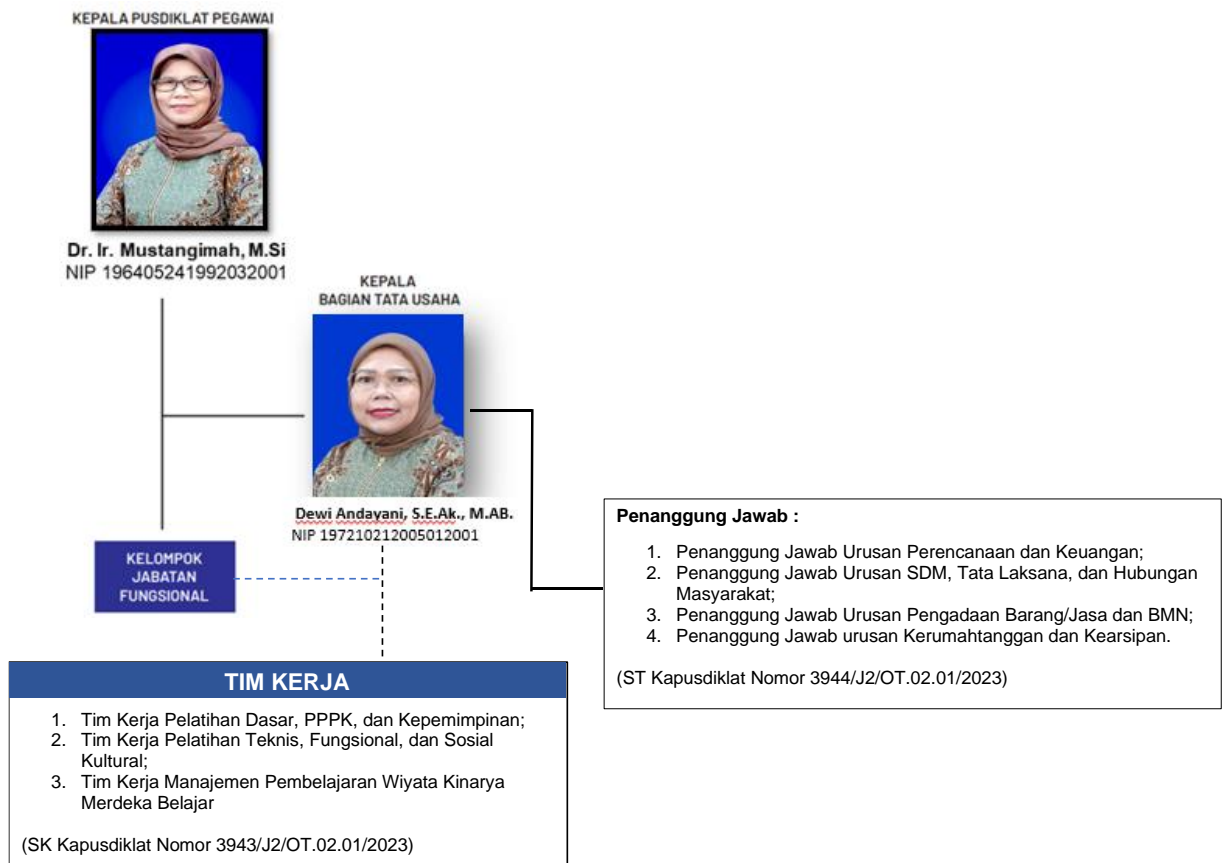 KEPALA PUSDIKLAT PEGAWAI
Dr. Ir. Mustangimah, M.Si
NIP 196405241992032001
KEPALA
BAGIAN TATA USAHA
Dewi Andayani, S.E.Ak., M.AB.
NIP 197210212005012001
KELOMPOK
JABATAN
FUNGSIONAL
Penanggung Jawab :
1. Penanggung Jawab Urusan Perencanaan dan Keuangan;
2. Penanggung Jawab Urusan SDM, Tata Laksana, dan Hubungan
Masyarakat;
3. Penanggung Jawab Urusan Pengadaan Barang/Jasa dan BMN;
4. Penanggung Jawab urusan Kerumahtanggan dan Kearsipan.
(ST Kapusdiklat Nomor 3944/J2/OT.02.01/2023)
TIM KERJA
1. Tim Kerja Pelatihan Dasar, PPPK, dan Kepemimpinan;
2. Tim Kerja Pelatihan Teknis, Fungsional, dan Sosial
Kultural;
3. Tim Kerja Manajemen Pembelajaran Wiyata Kinarya
Merdeka Belajar
(SK Kapusdiklat Nomor 3943/J2/OT.02.01/2023)